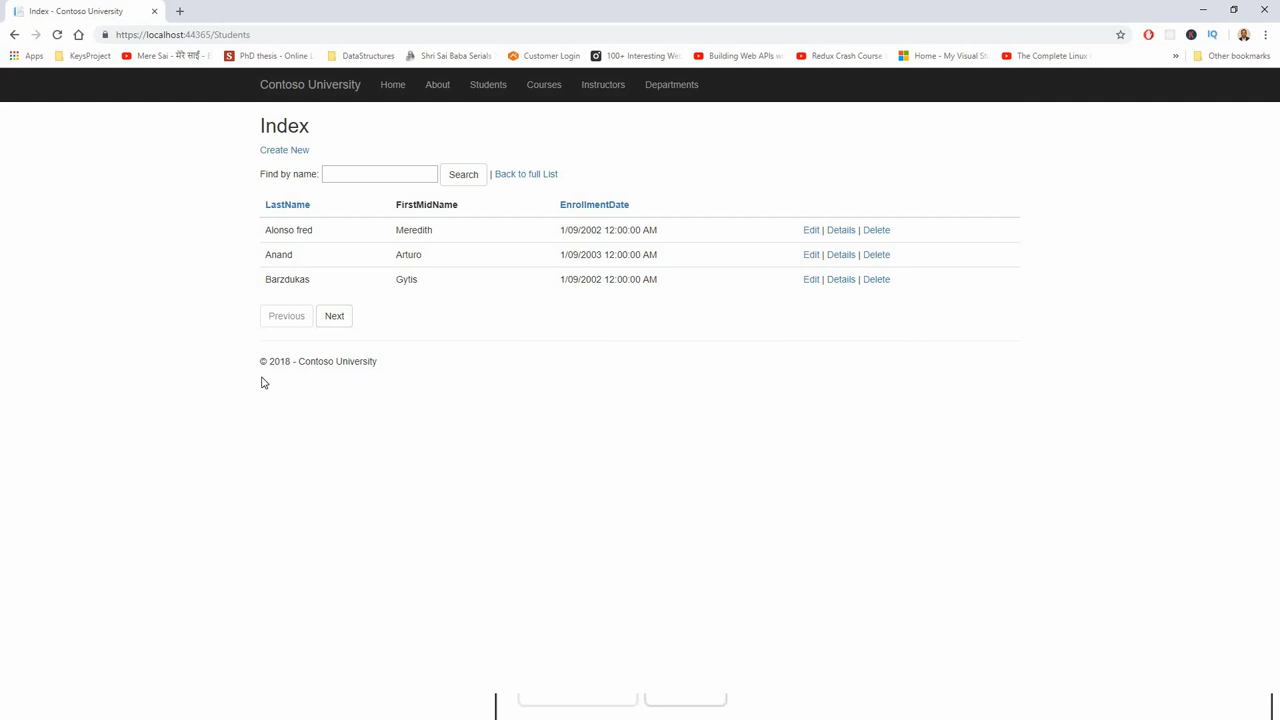 Index - Contoso University
https://localhost:44365/Students
Apps KeysProject Mere Sai - मेरे साईं - E PhD thesis - Online L DataStructures Shri Sai Baba Serials Customer Login 100+ Interesting We Building Web APIs w Redux Crash Course Home - My Visual St The Complete Linux » Other bookmarks
Contoso University Home About Students Courses Instructors Departments
Index
Create New
Find by name: Search | Back to full List
LastName FirstMidName EnrollmentDate
Alonso fred Meredith 1/09/2002 12:00:00 AM Edit | Details | Delete
Anand Arturo 1/09/2003 12:00:00 AM Edit | Details | Delete
Barzdukas Gytis 1/09/2002 12:00:00 AM Edit | Details | Delete
Previous Next
© 2018 - Contoso University